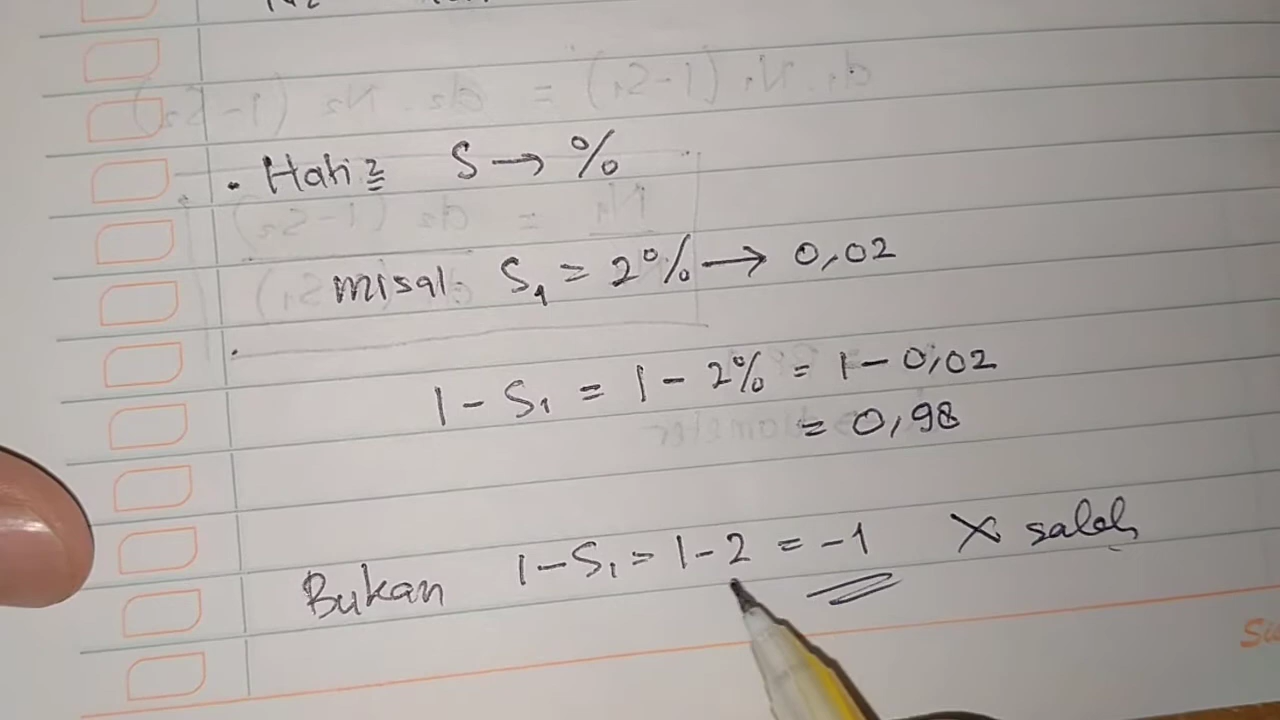 . Hati2 S → %
misal. S1 = 2% → 0,02
1 - S1 = 1 - 2% = 1 - 0,02
= 0,98
Bukan 1 - S1 = 1 - 2 = -1 X salah